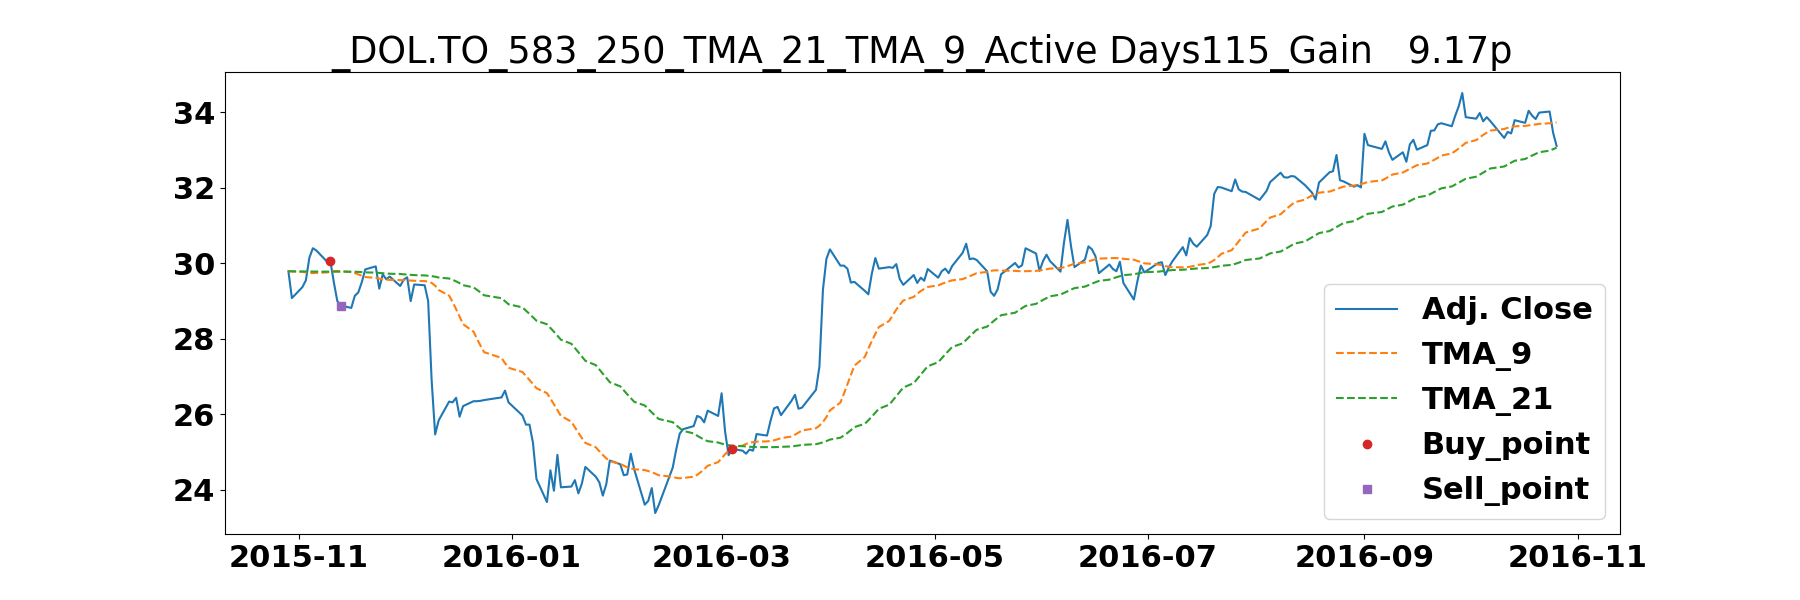 _DOL.TO_583_250_TMA_21_TMA_9_Active Days115_Gain   9.17p
34
32
30
28
26
24
2015-11 2016-01 2016-03 2016-05 2016-07 2016-09 2016-11
Adj. Close
TMA_9
TMA_21
Buy_point
Sell_point